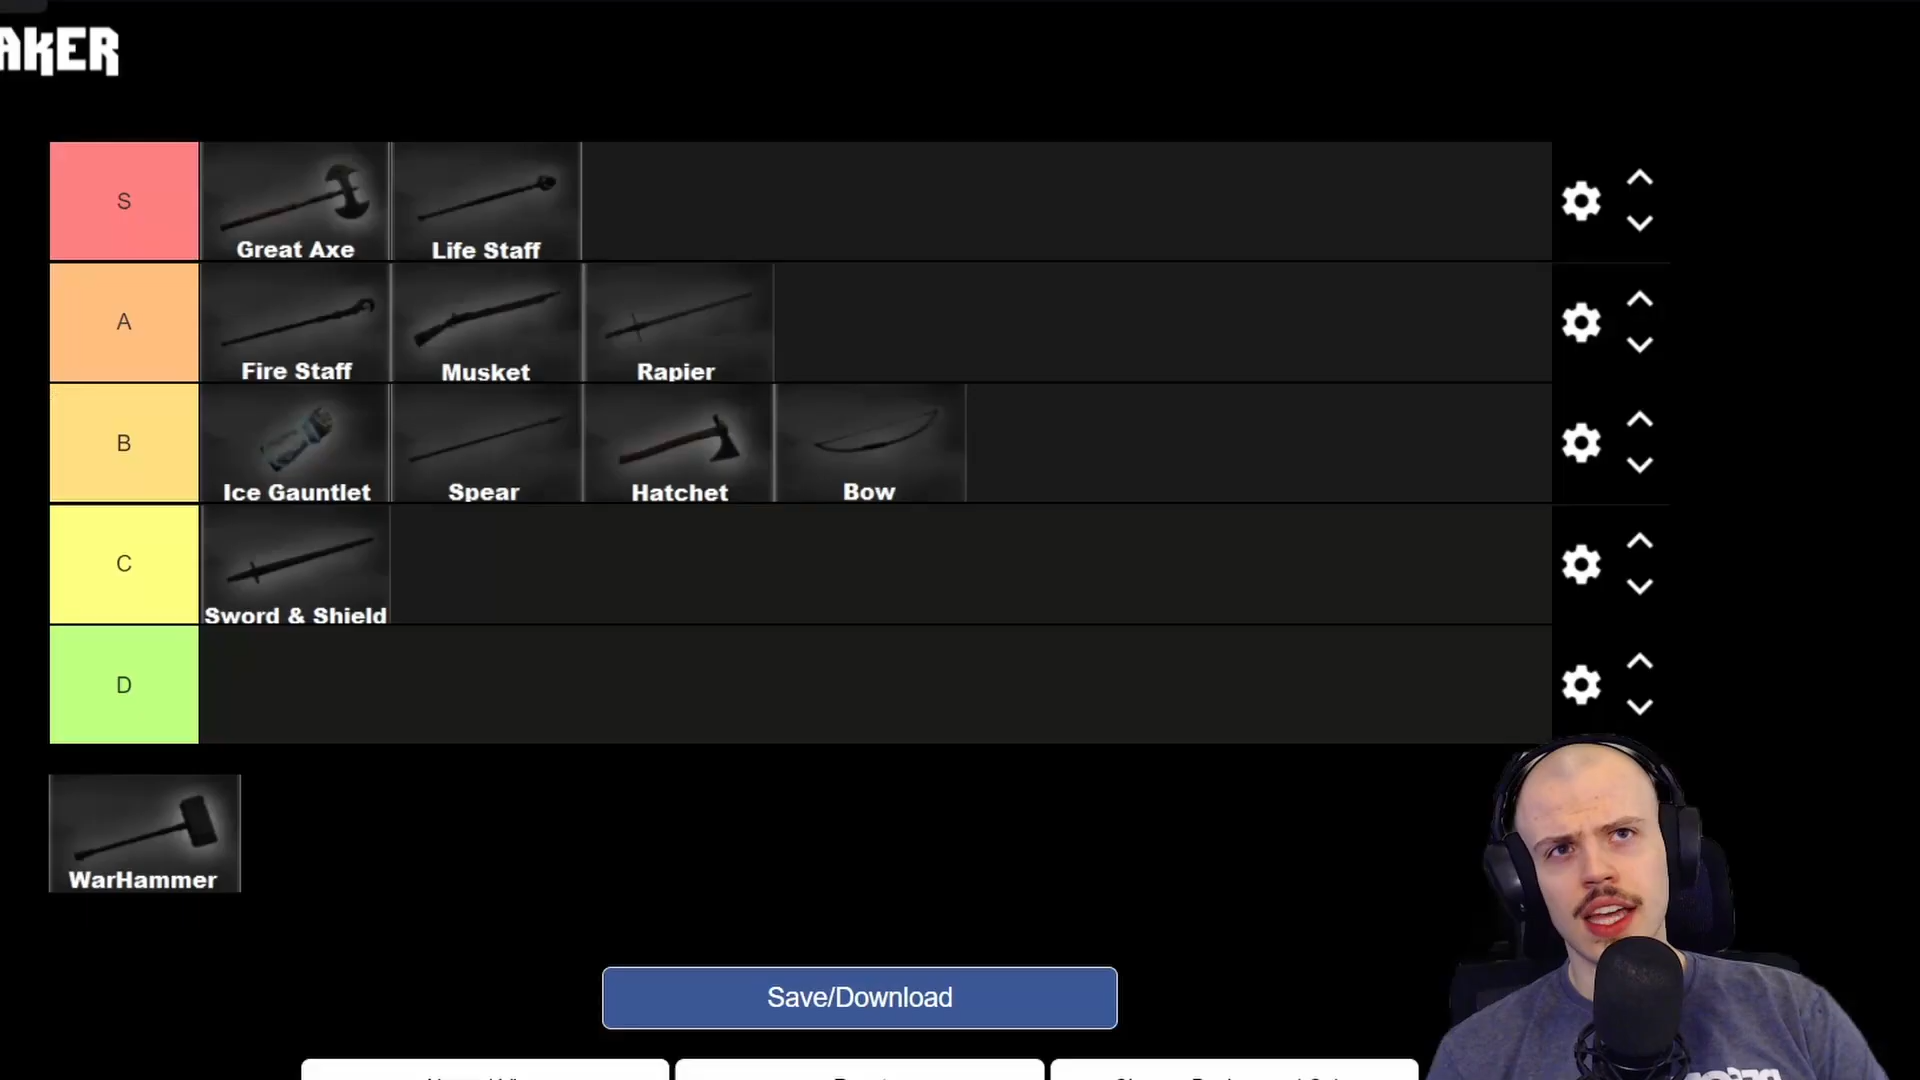 AKER
S
Great Axe
Life Staff
A
Fire Staff
Musket
Rapier
B
Ice Gauntlet
Spear
Hatchet
Bow
C
Sword & Shield
D
WarHammer
Save/Download